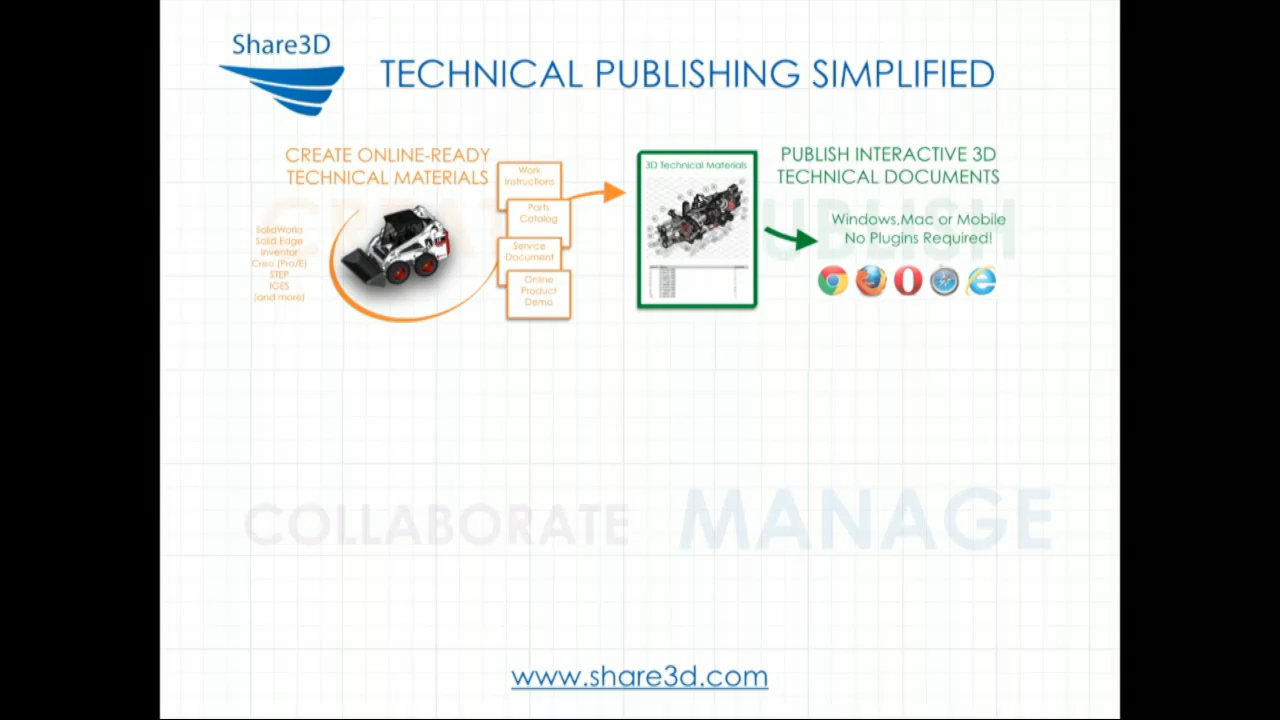 Share3D
TECHNICAL PUBLISHING SIMPLIFIED
CREATE ONLINE-READY
TECHNICAL MATERIALS
CREATE
SolidWorks
Solid Edge
Inventor
Creo (Pro/E)
STEP
IGES
(and more)
Work
Instructions
Parts
Catalog
Service
Document
Online
Product
Demo
3D Technical Materials
PUBLISH INTERACTIVE 3D
TECHNICAL DOCUMENTS
PUBLISH
Windows,Mac or Mobile
No Plugins Required!
COLLABORATE
MANAGE
www.share3d.com